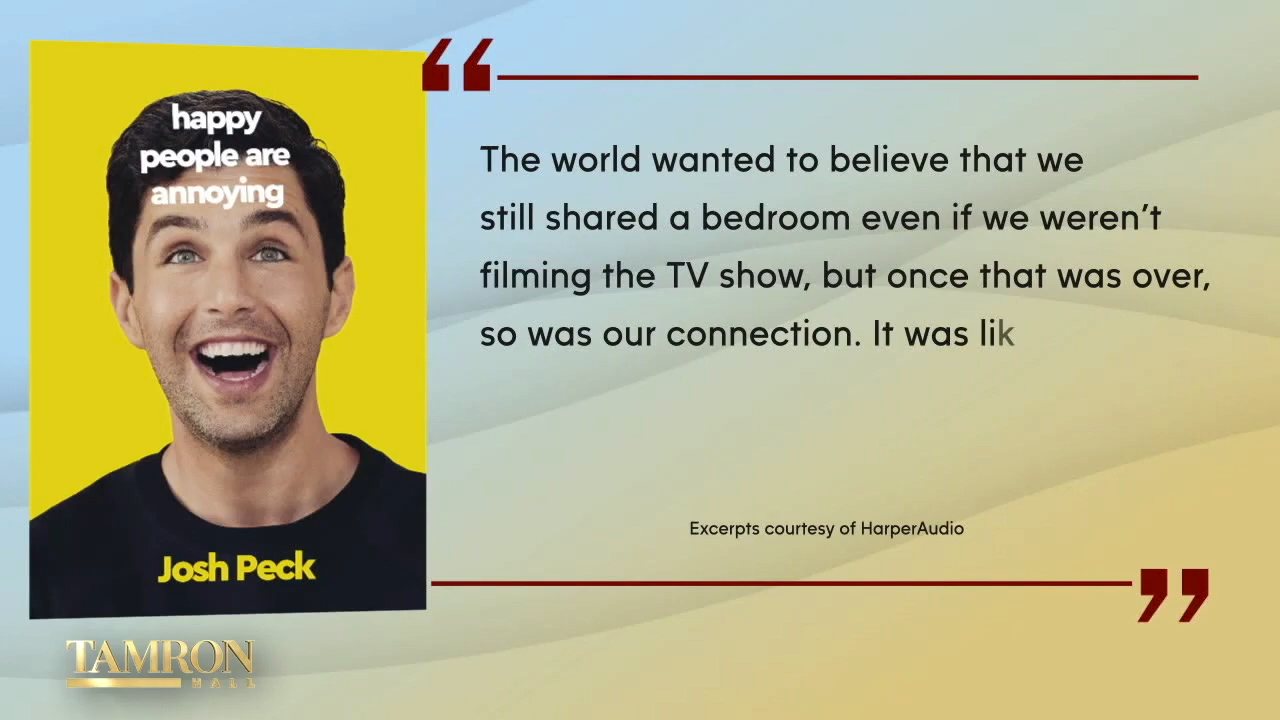 happy
people are
annoying
Josh Peck
“
The world wanted to believe that we
still shared a bedroom even if we weren’t
filming the TV show, but once that was over,
so was our connection. It was lik
Excerpts courtesy of HarperAudio
”
TAMRON
HALL